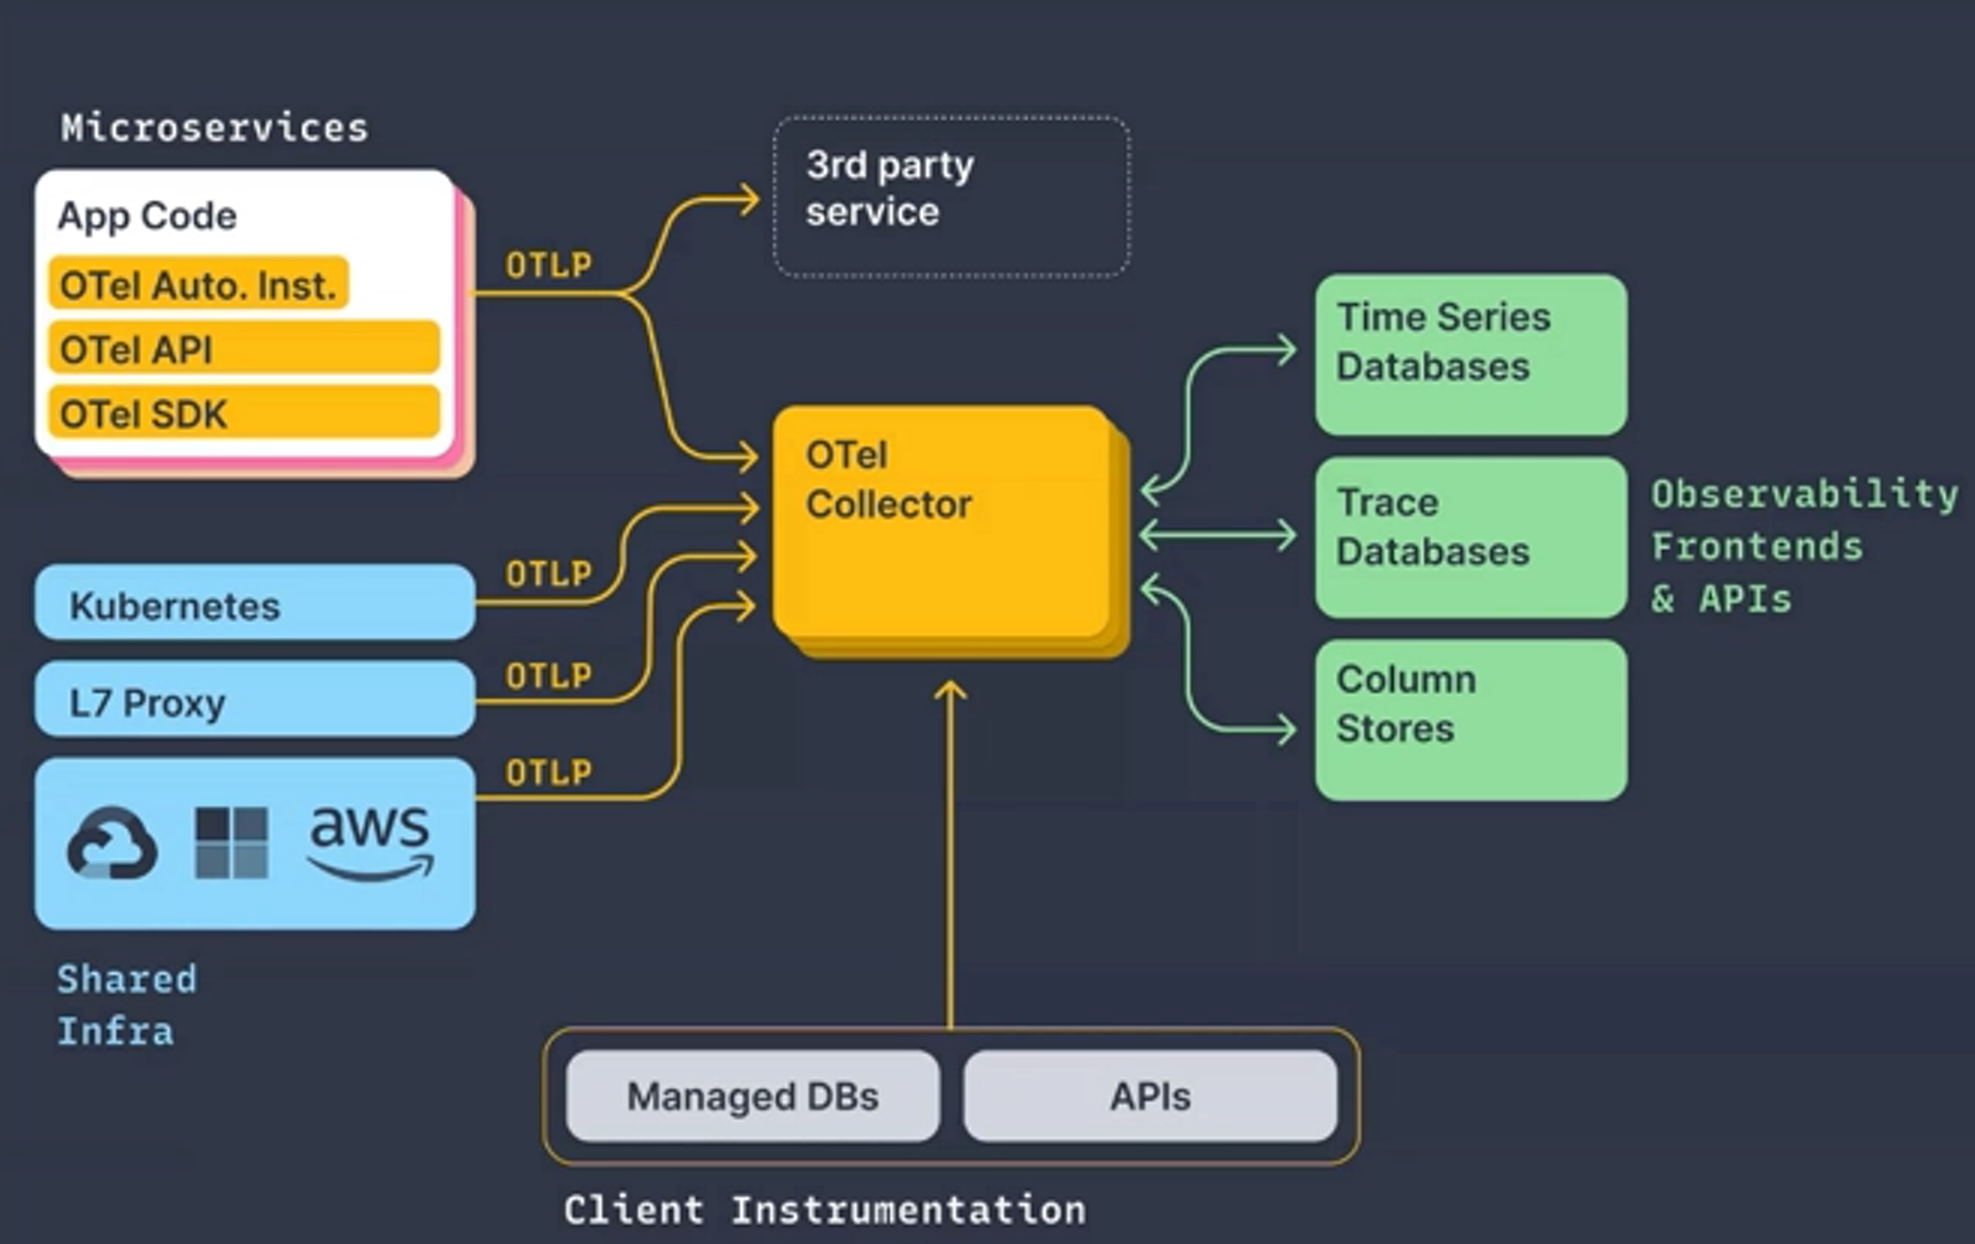 Microservices
App Code
OTel Auto. Inst.
OTel API
OTel SDK
OTLP
3rd party
service
Kubernetes
OTLP
L7 Proxy
OTLP
OTLP
aws
Shared
Infra
OTel
Collector
Time Series
Databases
Trace
Databases
Column
Stores
Observability
Frontends
& APIs
Managed DBs
APIs
Client Instrumentation